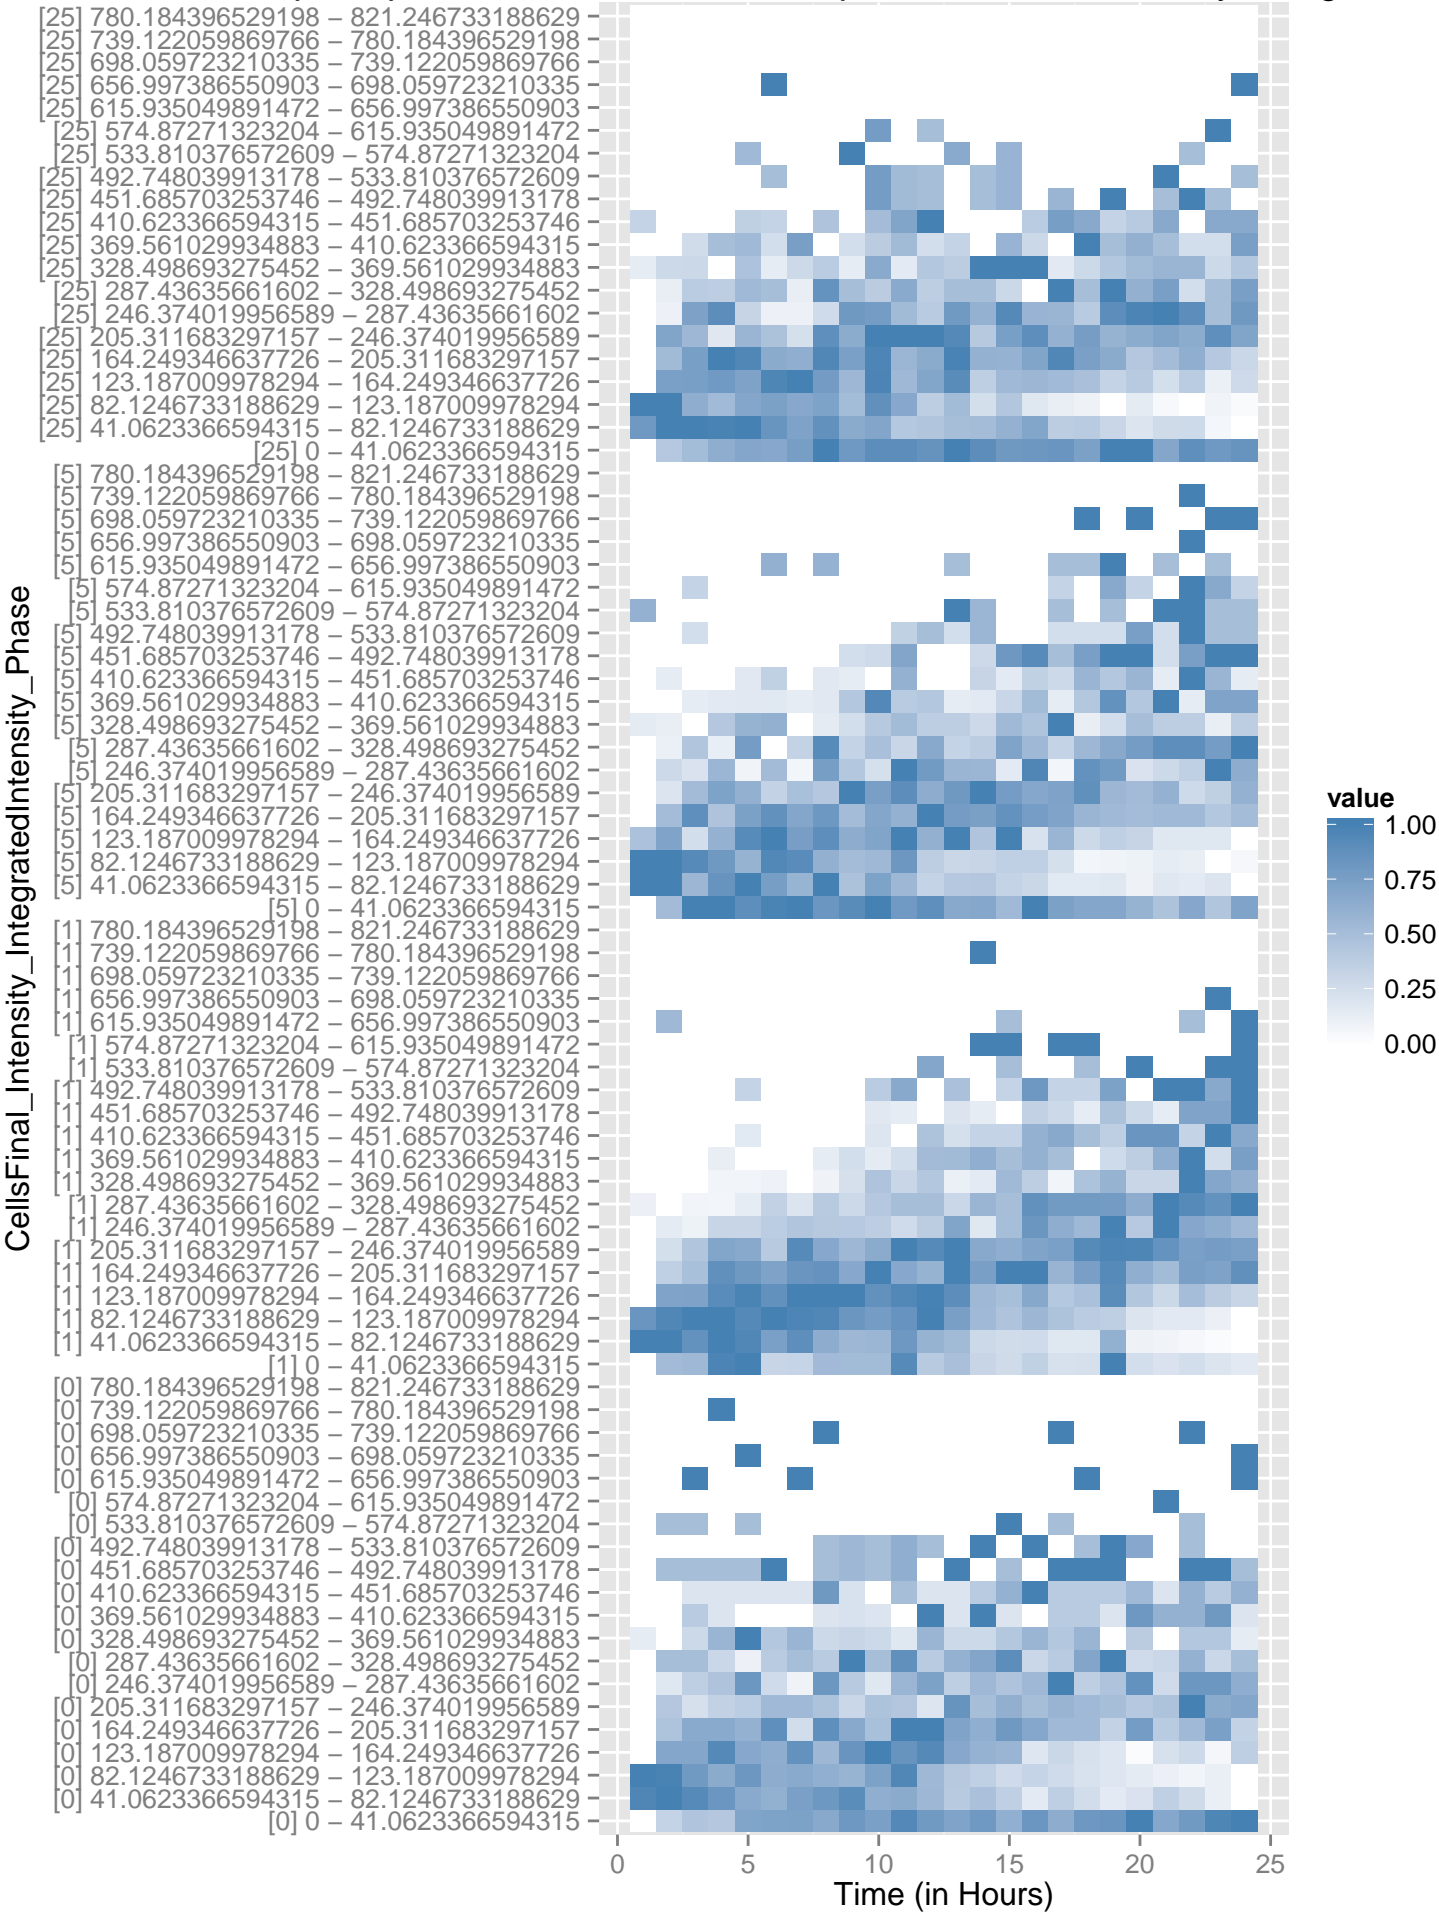 [25] 780.184396529198 – 821.246733188629
[25] 739.122059869766 – 780.184396529198
[25] 698.059723210335 – 739.122059869766
[25] 656.997386550903 – 698.059723210335
[25] 615.935049891472 – 656.997386550903
[25] 574.87271323204 – 615.935049891472
[25] 533.810376572609 – 574.87271323204
[25] 492.748039913178 – 533.810376572609
[25] 451.685703253746 – 492.748039913178
[25] 410.623366594315 – 451.685703253746
[25] 369.561029934883 – 410.623366594315
[25] 328.498693275452 – 369.561029934883
[25] 287.43635661602 – 328.498693275452
[25] 246.374019956589 – 287.43635661602
[25] 205.311683297157 – 246.374019956589
[25] 164.249346637726 – 205.311683297157
[25] 123.187009978294 – 164.249346637726
[25] 82.1246733188629 – 123.187009978294
[25] 41.0623366594315 – 82.1246733188629
[25] 0 – 41.0623366594315
[5] 780.184396529198 – 821.246733188629
[5] 739.122059869766 – 780.184396529198
[5] 698.059723210335 – 739.122059869766
[5] 656.997386550903 – 698.059723210335
[5] 615.935049891472 – 656.997386550903
[5] 574.87271323204 – 615.935049891472
[5] 533.810376572609 – 574.87271323204
[5] 492.748039913178 – 533.810376572609
[5] 451.685703253746 – 492.748039913178
[5] 410.623366594315 – 451.685703253746
[5] 369.561029934883 – 410.623366594315
[5] 328.498693275452 – 369.561029934883
[5] 287.43635661602 – 328.498693275452
[5] 246.374019956589 – 287.43635661602
[5] 205.311683297157 – 246.374019956589
[5] 164.249346637726 – 205.311683297157
[5] 123.187009978294 – 164.249346637726
[5] 82.1246733188629 – 123.187009978294
[5] 41.0623366594315 – 82.1246733188629
[5] 0 – 41.0623366594315
[1] 780.184396529198 – 821.246733188629
[1] 739.122059869766 – 780.184396529198
[1] 698.059723210335 – 739.122059869766
[1] 656.997386550903 – 698.059723210335
[1] 615.935049891472 – 656.997386550903
[1] 574.87271323204 – 615.935049891472
[1] 533.810376572609 – 574.87271323204
[1] 492.748039913178 – 533.810376572609
[1] 451.685703253746 – 492.748039913178
[1] 410.623366594315 – 451.685703253746
[1] 369.561029934883 – 410.623366594315
[1] 328.498693275452 – 369.561029934883
[1] 287.43635661602 – 328.498693275452
[1] 246.374019956589 – 287.43635661602
[1] 205.311683297157 – 246.374019956589
[1] 164.249346637726 – 205.311683297157
[1] 123.187009978294 – 164.249346637726
[1] 82.1246733188629 – 123.187009978294
[1] 41.0623366594315 – 82.1246733188629
[1] 0 – 41.0623366594315
[0] 780.184396529198 – 821.246733188629
[0] 739.122059869766 – 780.184396529198
[0] 698.059723210335 – 739.122059869766
[0] 656.997386550903 – 698.059723210335
[0] 615.935049891472 – 656.997386550903
[0] 574.87271323204 – 615.935049891472
[0] 533.810376572609 – 574.87271323204
[0] 492.748039913178 – 533.810376572609
[0] 451.685703253746 – 492.748039913178
[0] 410.623366594315 – 451.685703253746
[0] 369.561029934883 – 410.623366594315
[0] 328.498693275452 – 369.561029934883
[0] 287.43635661602 – 328.498693275452
[0] 246.374019956589 – 287.43635661602
[0] 205.311683297157 – 246.374019956589
[0] 164.249346637726 – 205.311683297157
[0] 123.187009978294 – 164.249346637726
[0] 82.1246733188629 – 123.187009978294
[0] 41.0623366594315 – 82.1246733188629
[0] 0 – 41.0623366594315
CellsFinal_Intensity_IntegratedIntensity_Phase
0 5 10 15 20 25
Time (in Hours)
value
1.00
0.75
0.50
0.25
0.00